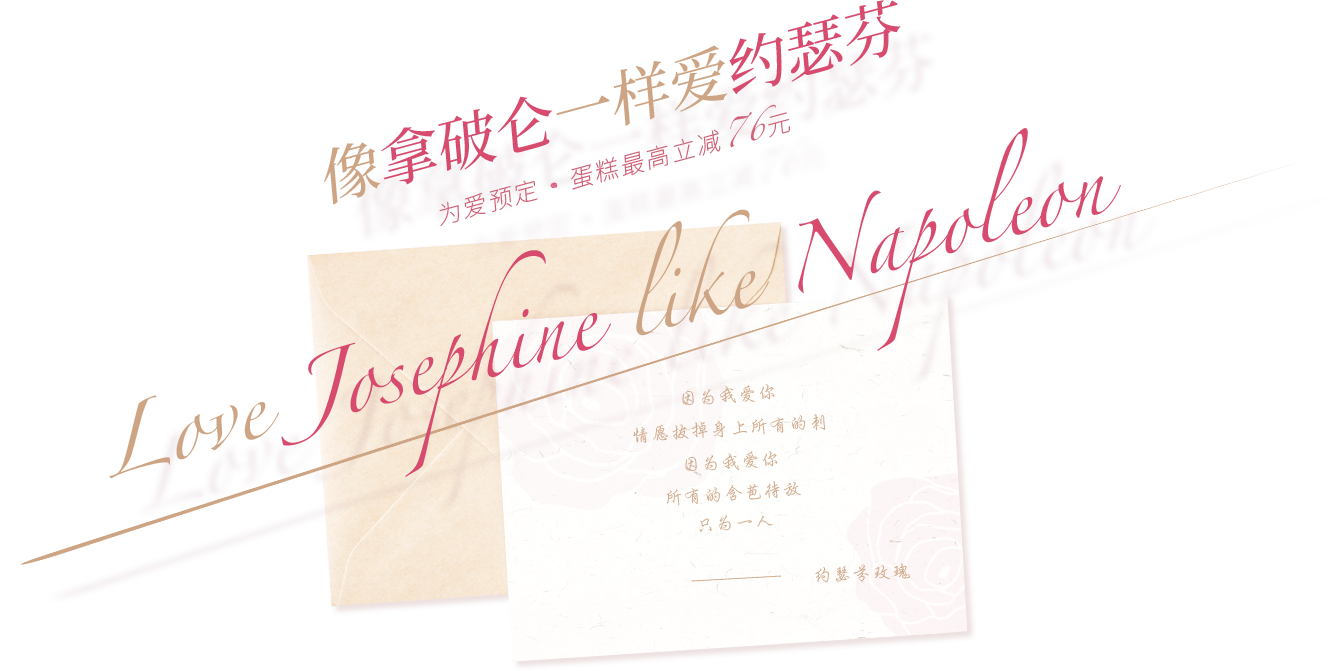 像拿破仑一样爱约瑟芬
为爱预定·蛋糕最高立减76元
Love Josephine like Napoleon
因为我爱你
情愿拔掉身上所有的刺
因为我爱你
所有的含苞待放
只为一人
——— 约瑟芬玫瑰